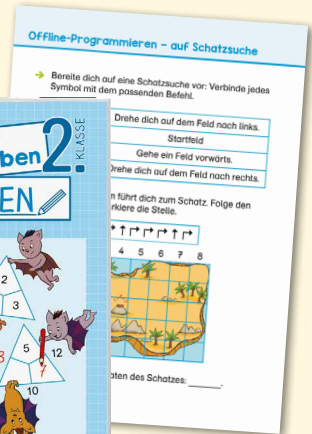 Offline-Programmieren – auf Schatzsuche
→ Bereite dich auf eine Schatzsuche vor: Verbinde jedes
Symbol mit dem passenden Befehl.
Drehe dich auf dem Feld nach links.
Startfeld
Gehe ein Feld vorwärts.
Drehe dich auf dem Feld nach rechts.
führt dich zum Schatz. Folge den
die Stelle.
4 5 6 7 8
des Schatzes: ______.
2. KLASSE
2
3
5
12
7
10